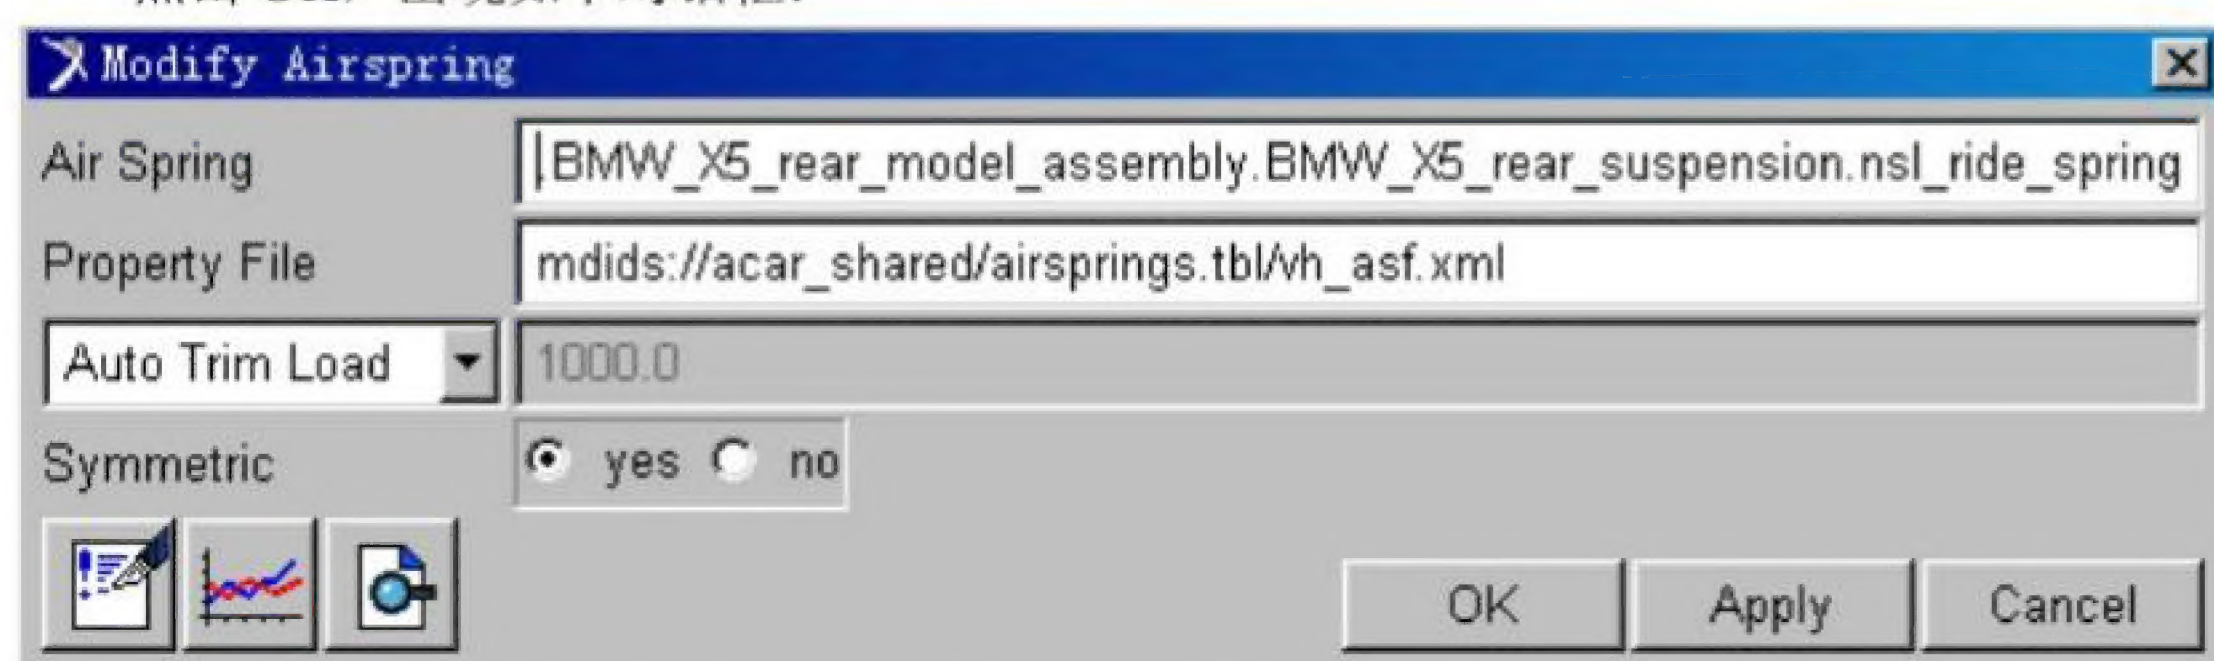 Modify Airspring
Air Spring .BMW_X5_rear_model_assembly.BMW_X5_rear_suspension.nsl_ride_spring
Property File mdids://acar_shared/airsprings.tbl/vh_asf.xml
Auto Trim Load 1000.0
Symmetric yes no
OK Apply Cancel